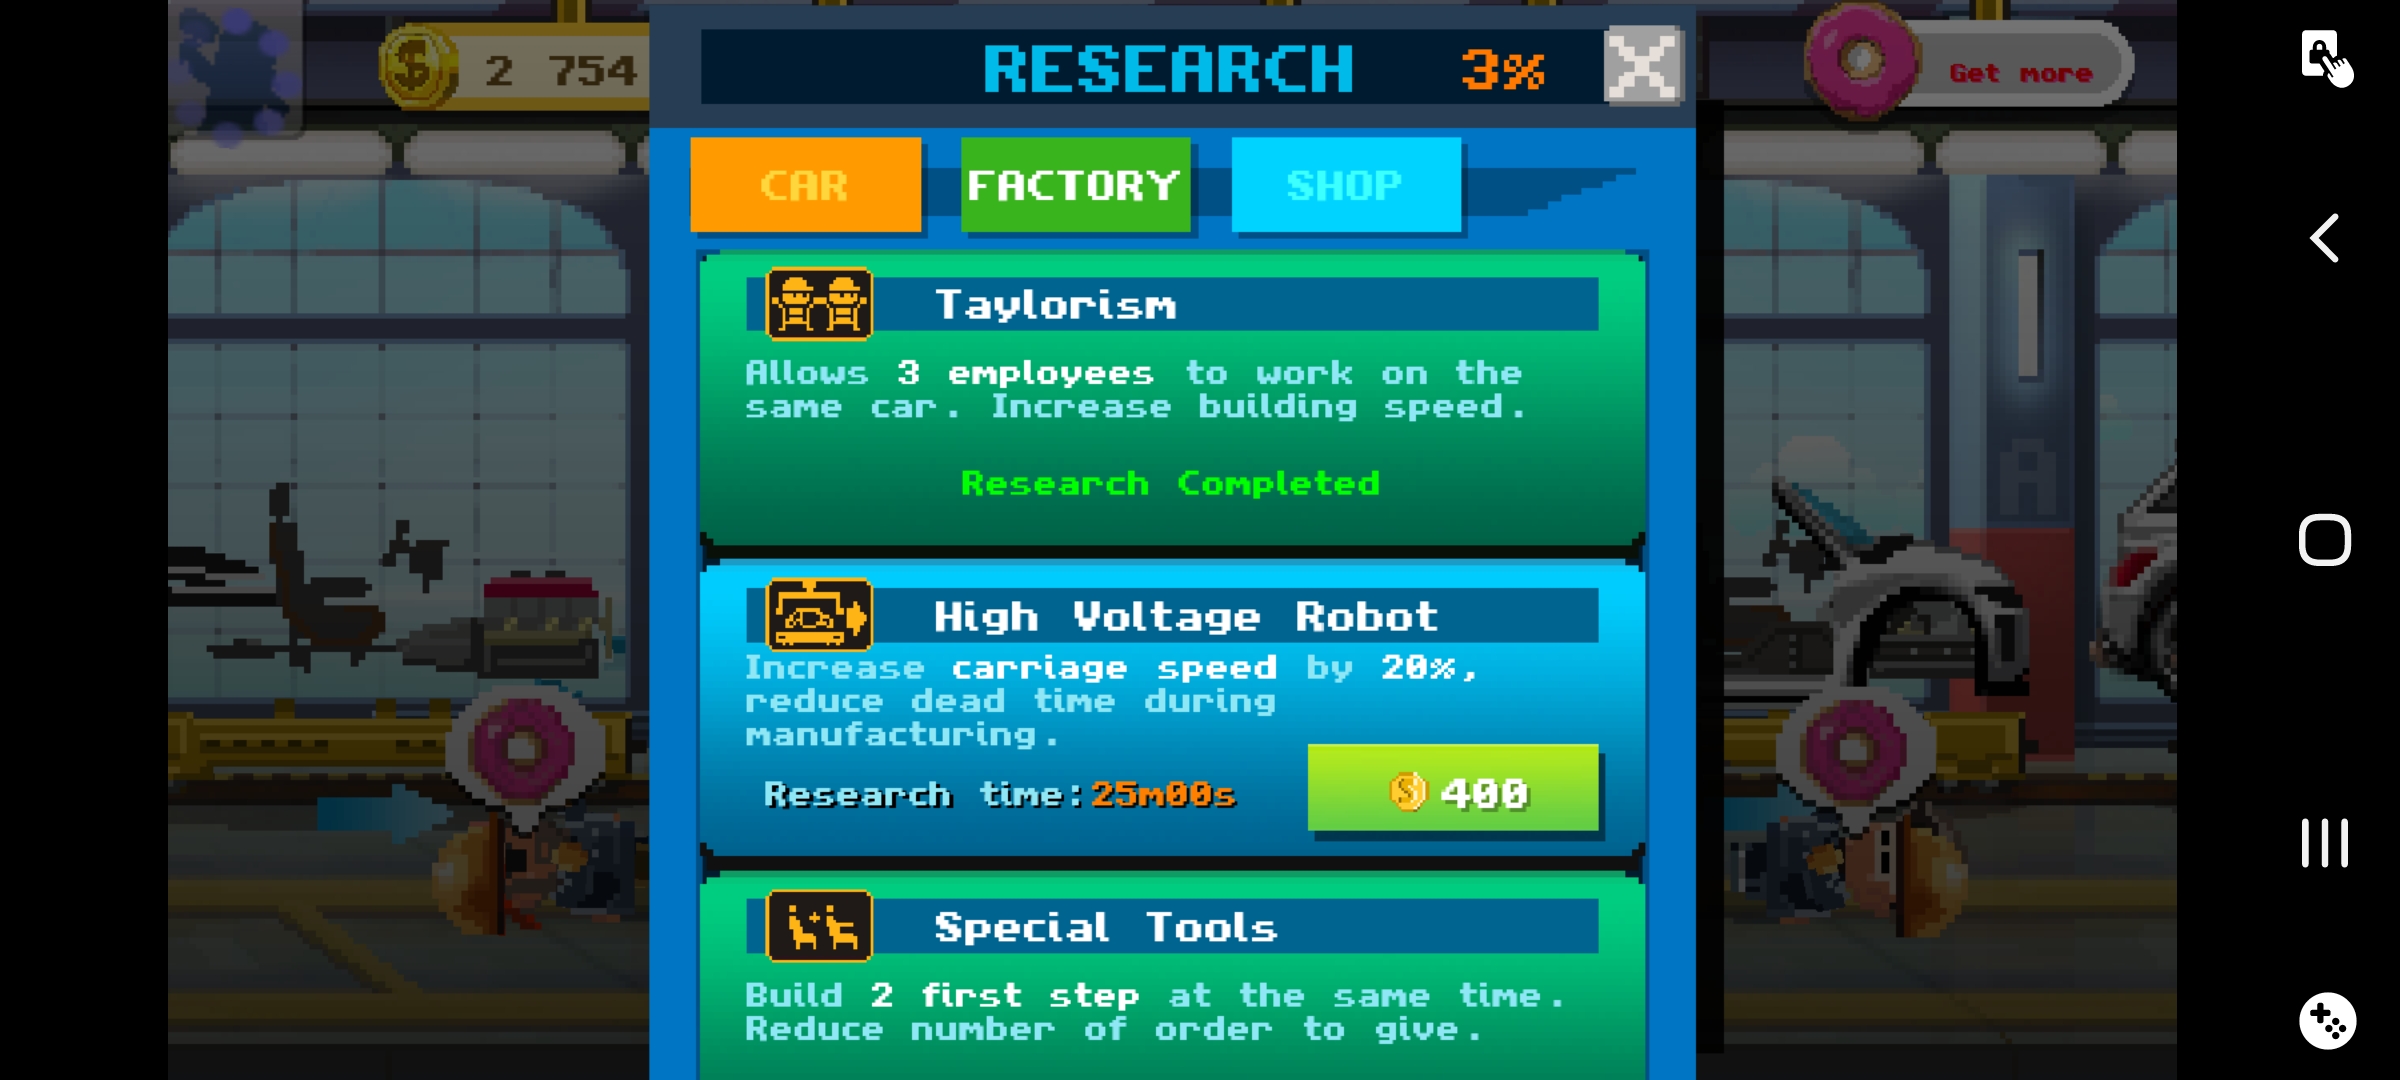 2 754
RESEARCH 3%
Get more
CAR FACTORY SHOP
Taylorism
Allows 3 employees to work on the
same car. Increase building speed.
Research Completed
High Voltage Robot
Increase carriage speed by 20%,
reduce dead time during
manufacturing.
Research time:25m00s
400
A
Special Tools
Build 2 first step at the same time.
Reduce number of order to give.